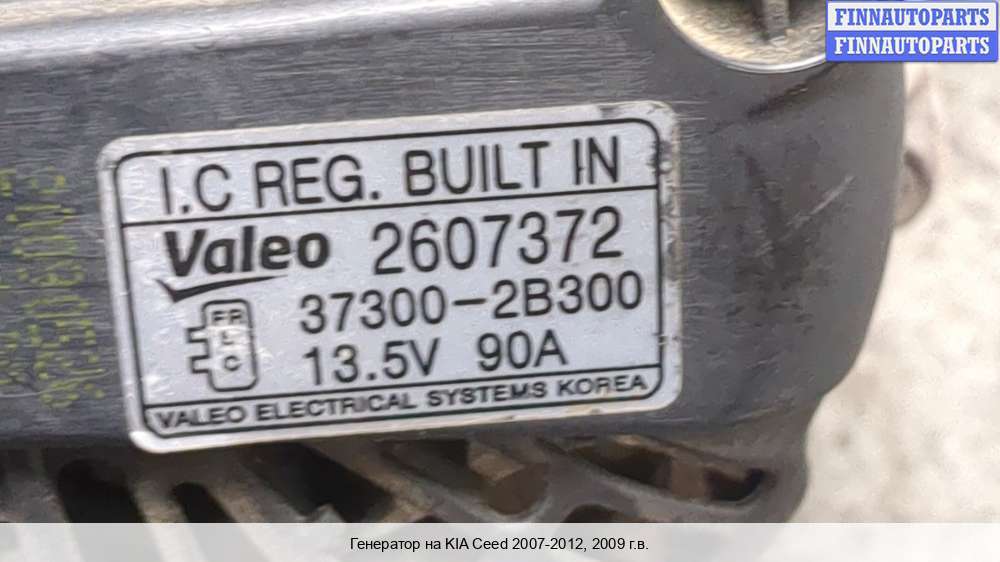 FINNAUTOPARTS
FINNAUTOPARTS
I.C REG. BUILT IN
Valeo 2607372
37300-2B300
FR
L
C
13.5V 90A
VALEO ELECTRICAL SYSTEMS KOREA
Генератор на KIA Ceed 2007-2012, 2009 г.в.